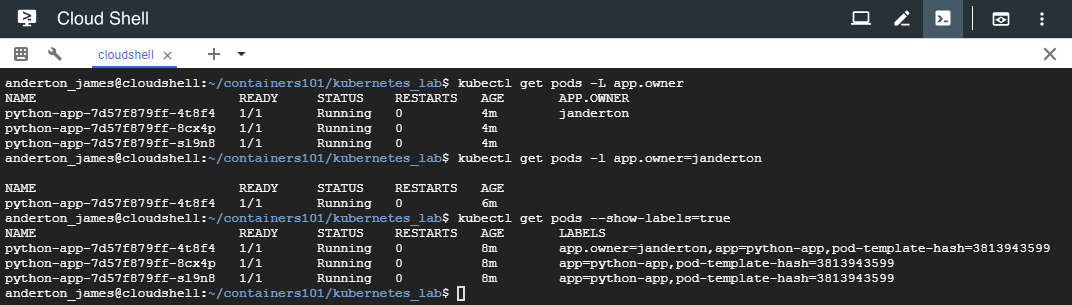 Cloud Shell
cloudshell
anderton_james@cloudshell:~/containers101/kubernetes_lab$ kubectl get pods -L app.owner
NAME READY STATUS RESTARTS AGE APP.OWNER
python-app-7d57f879ff-4t8f4 1/1 Running 0 4m janderton
python-app-7d57f879ff-8cx4p 1/1 Running 0 4m
python-app-7d57f879ff-sl9n8 1/1 Running 0 4m
anderton_james@cloudshell:~/containers101/kubernetes_lab$ kubectl get pods -l app.owner=janderton
NAME READY STATUS RESTARTS AGE
python-app-7d57f879ff-4t8f4 1/1 Running 0 6m
anderton_james@cloudshell:~/containers101/kubernetes_lab$ kubectl get pods --show-labels=true
NAME READY STATUS RESTARTS AGE LABELS
python-app-7d57f879ff-4t8f4 1/1 Running 0 8m app.owner=janderton,app=python-app,pod-template-hash=3813943599
python-app-7d57f879ff-8cx4p 1/1 Running 0 8m app=python-app,pod-template-hash=3813943599
python-app-7d57f879ff-sl9n8 1/1 Running 0 8m app=python-app,pod-template-hash=3813943599
anderton_james@cloudshell:~/containers101/kubernetes_lab$